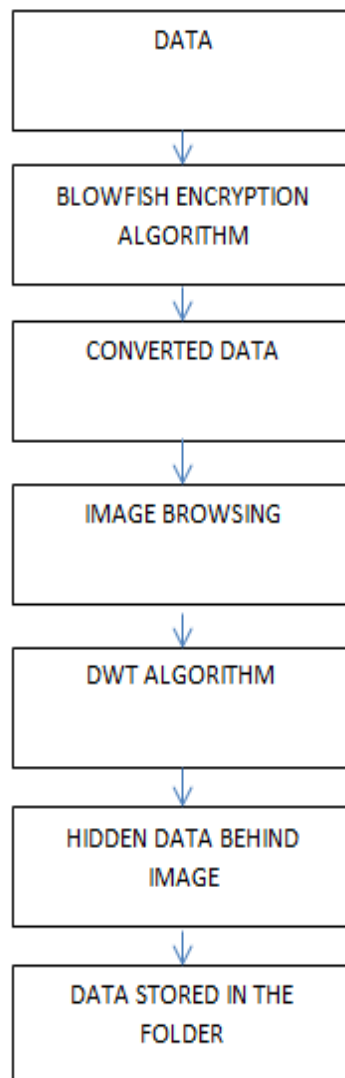 DATA
BLOWFISH ENCRYPTION
ALGORITHM
CONVERTED DATA
IMAGE BROWSING
DWT ALGORITHM
HIDDEN DATA BEHIND
IMAGE
DATA STORED IN THE
FOLDER